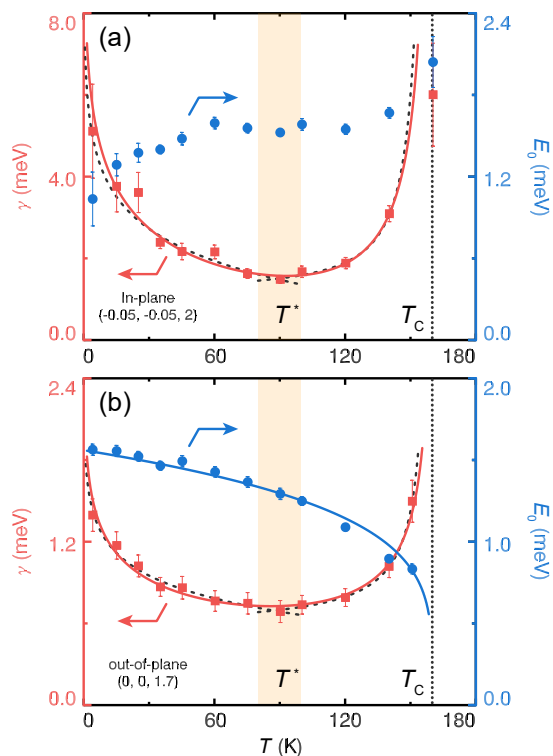 (a)
8.0
4.0
0.0
γ (meV)
2.4
1.2
0.0
E0 (meV)
In-plane
{-0.05, -0.05, 2}
T*
TC
0
60
120
180
(b)
2.4
1.2
0.0
γ (meV)
2.0
1.0
0.0
E0 (meV)
out-of-plane
(0, 0, 1.7)
T*
TC
0
60
120
180
T (K)